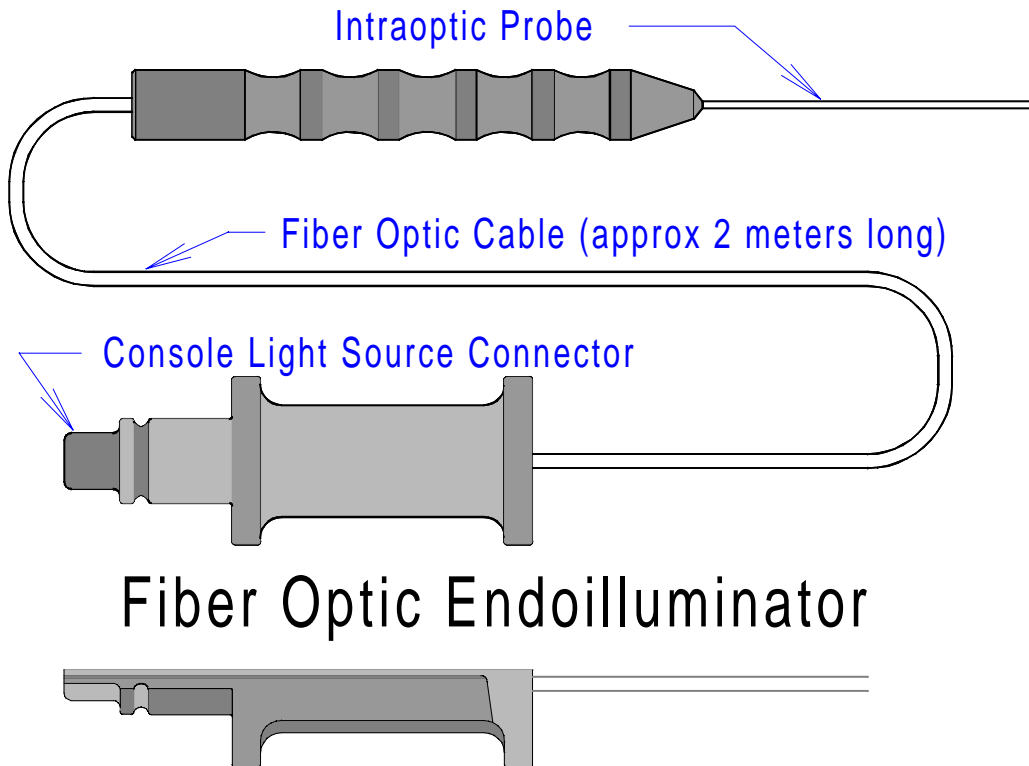 Intraoptic Probe
Fiber Optic Cable (approx 2 meters long)
Console Light Source Connector
Fiber Optic Endoilluminator